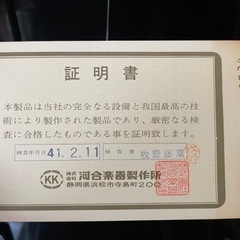 証明書
本製品は当社の完全なる設備と我国最高の技
術により製作された製品であり、厳密なる検
査に合格したものである事を証明致します。
検査年月日 41.2.11 検査者 牧野藤
KK 株式会社 河合楽器製作所
静岡県浜松市寺島町200